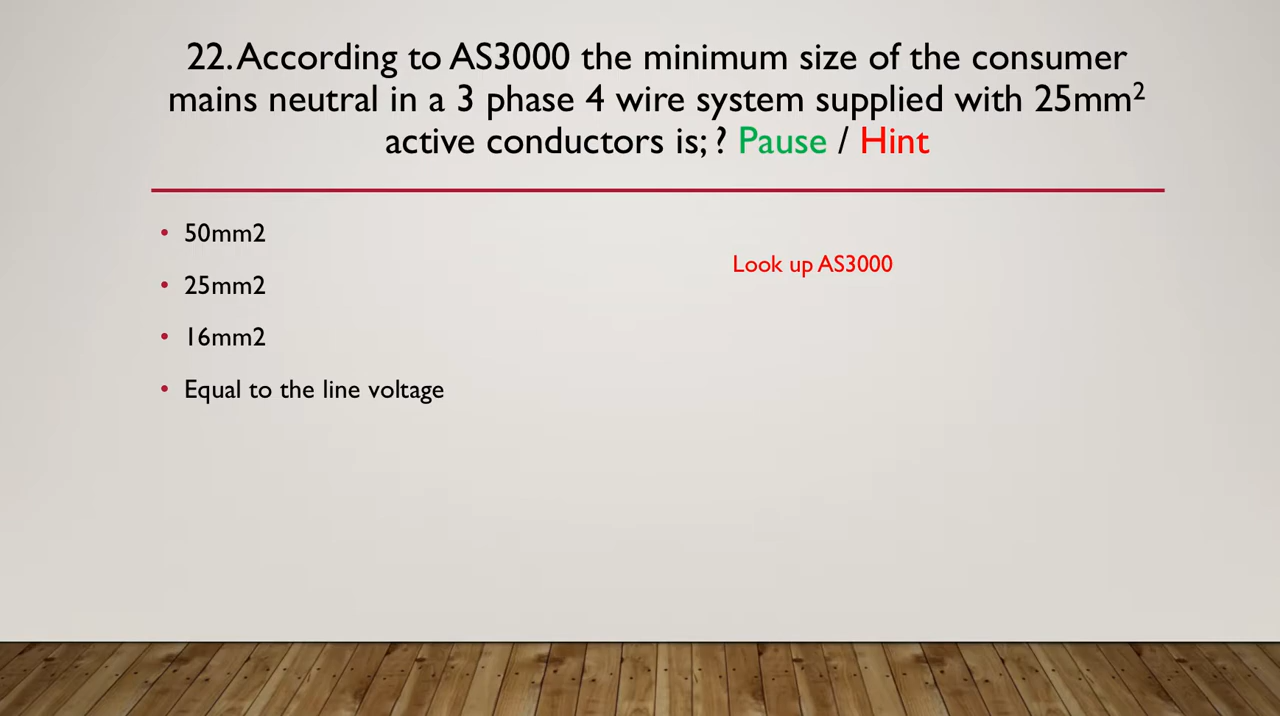 22. According to AS3000 the minimum size of the consumer
mains neutral in a 3 phase 4 wire system supplied with 25mm²
active conductors is; ? Pause / Hint
• 50mm2
• 25mm2
• 16mm2
• Equal to the line voltage
Look up AS3000